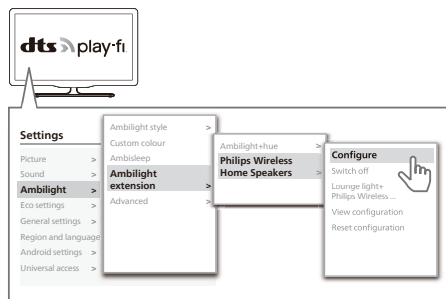 dts play-fi
Settings
Picture >
Sound >
Ambilight >
Eco settings >
General settings >
Region and language
Android settings >
Universal access >
Ambilight style >
Custom colour
Ambisleep
Ambilight
extension >
Advanced >
Ambilight+hue >
Philips Wireless
Home Speakers >
Configure
Switch off
Lounge light+
Philips Wireless ...
View configuration
Reset configuration